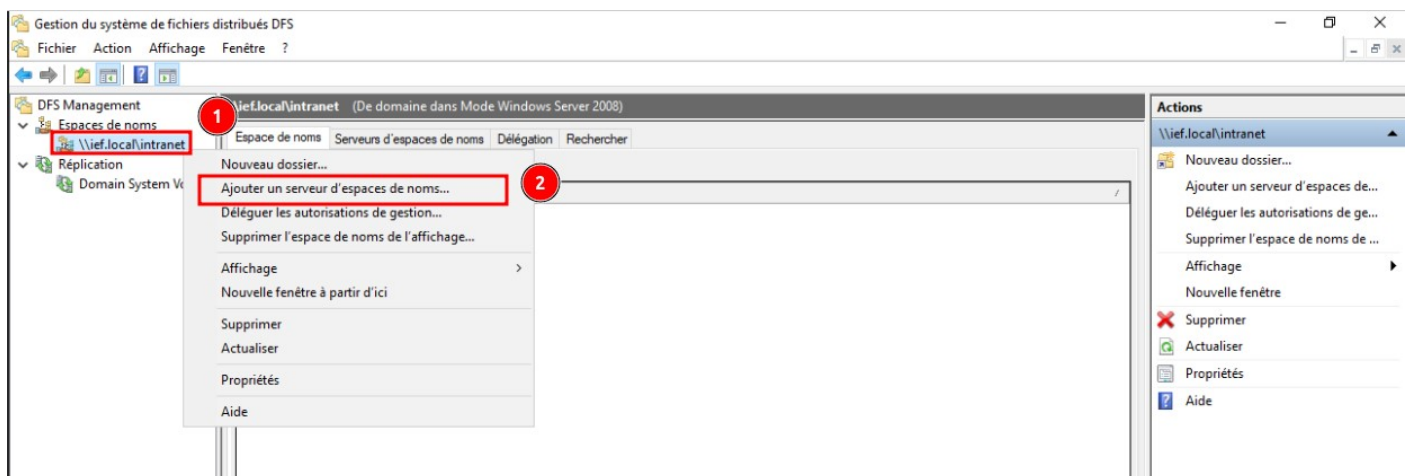 Gestion du système de fichiers distribués DFS
Fichier Action Affichage Fenêtre ?
DFS Management
Espaces de noms
\\ief.local\intranet
Réplication
Domain System Vo
1
\\ief.local\intranet (De domaine dans Mode Windows Server 2008)
Espace de noms Serveurs d'espaces de noms Délégation Rechercher
Nouveau dossier...
Ajouter un serveur d'espaces de noms...
2
Déléguer les autorisations de gestion...
Supprimer l'espace de noms de l'affichage...
Affichage
Nouvelle fenêtre à partir d'ici
Supprimer
Actualiser
Propriétés
Aide
Actions
\\ief.local\intranet
Nouveau dossier...
Ajouter un serveur d'espaces de...
Déléguer les autorisations de ge...
Supprimer l'espace de noms de ...
Affichage
Nouvelle fenêtre
Supprimer
Actualiser
Propriétés
Aide